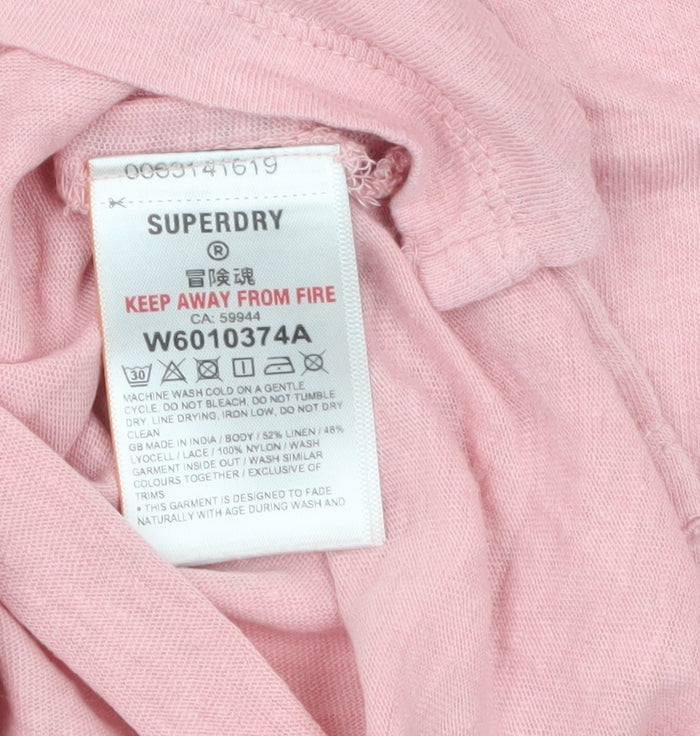 0063141619
SUPERDRY
®
冒険魂
KEEP AWAY FROM FIRE
CA: 59944
W6010374A
30
MACHINE WASH COLD ON A GENTLE
CYCLE, DO NOT BLEACH, DO NOT TUMBLE
DRY, LINE DRYING, IRON LOW, DO NOT DRY
CLEAN
GB MADE IN INDIA / BODY / 52% LINEN / 48%
LYOCELL / LACE / 100% NYLON / WASH
GARMENT INSIDE OUT / WASH SIMILAR
COLOURS TOGETHER / EXCLUSIVE OF
TRIMS
* THIS GARMENT IS DESIGNED TO FADE
NATURALLY WITH AGE DURING WASH AND